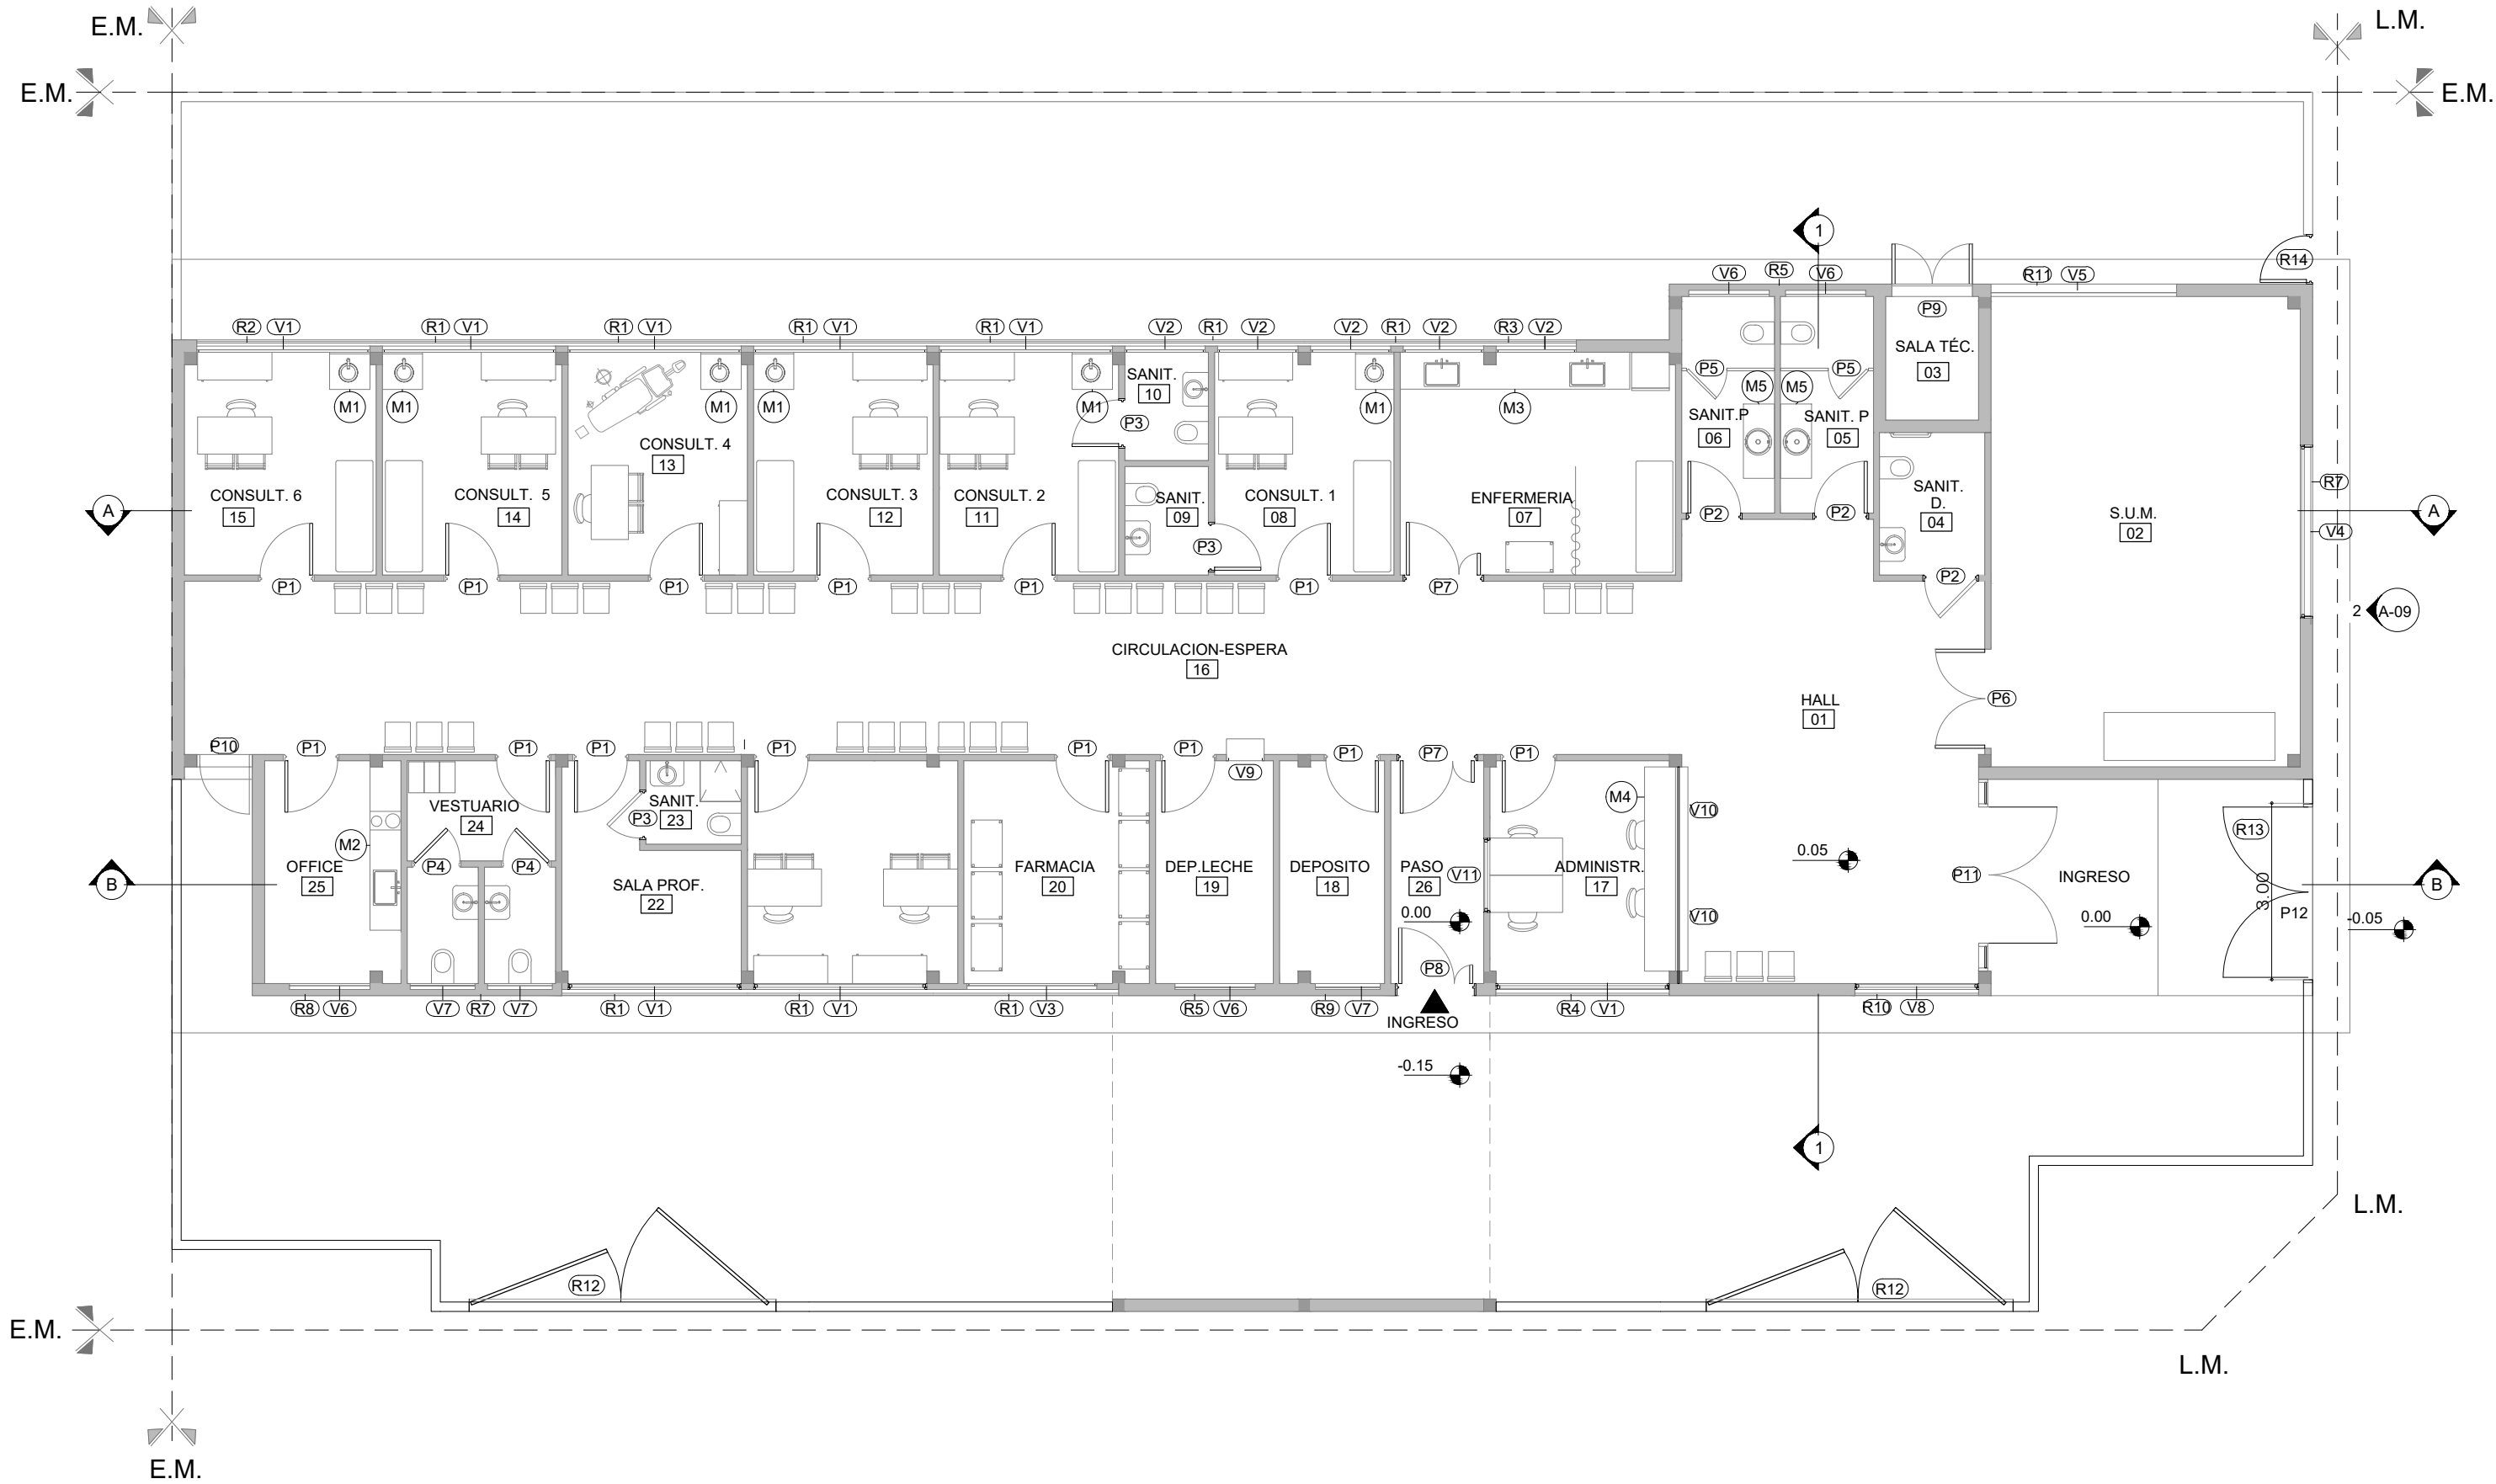 E.M.
L.M.
E.M.
E.M.
1
R14
V6
R5
V6
R11
V5
P9
R2
V1
R1
V1
R1
V1
R1
V1
R1
V1
V2
R1
V2
V2
R1
V2
R3
V2
SALA TÉC.
03
SANIT.
10
P5
P5
M5
M5
M1
M1
M1
M1
M1
M1
M3
P3
SANIT.P
06
SANIT. P
05
CONSULT. 4
13
R7
CONSULT. 6
15
CONSULT. 5
14
CONSULT. 3
12
CONSULT. 2
11
SANIT.
09
CONSULT. 1
08
ENFERMERIA
07
SANIT.
D.
04
S.U.M.
02
A
A
P2
P2
V4
P3
P1
P1
P1
P1
P1
P1
P7
P2
2
A-09
CIRCULACION-ESPERA
16
HALL
01
P6
P10
P1
P1
P1
P1
P1
P1
V9
P1
P7
P1
VESTUARIO
24
SANIT.
23
P3
M4
V10
R13
M2
P4
P4
OFFICE
25
SALA PROF.
22
FARMACIA
20
DEP.LECHE
19
DEPOSITO
18
PASO
26
V11
ADMINISTR.
17
0.05
P11
INGRESO
3.00
B
B
0.00
V10
0.00
P12
-0.05
P8
R8
V6
V7
R7
V7
R1
V1
R1
V1
R1
V3
R5
V6
R9
V7
INGRESO
R4
V1
R10
V8
-0.15
1
L.M.
R12
R12
E.M.
L.M.
E.M.